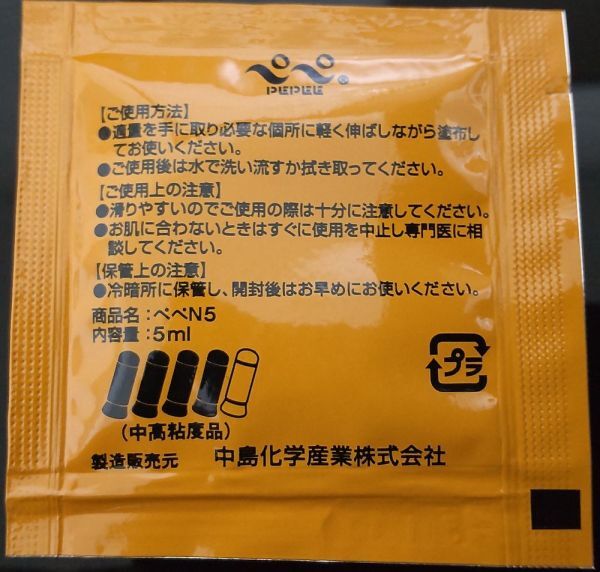 ペペ®
PEPEE
【ご使用方法】
●適量を手に取り必要な個所に軽く伸ばしながら塗布し
てお使いください。
●ご使用後は水で洗い流すか拭き取ってください。
【ご使用上の注意】
●滑りやすいのでご使用の際は十分に注意してください。
●お肌に合わないときはすぐに使用を中止し専門医に相
談してください。
【保管上の注意】
●冷暗所に保管し、開封後はお早めにお使いください。
商品名：ペペN5
内容量：5ml
プラ
（中高粘度品）
製造販売元 中島化学産業株式会社